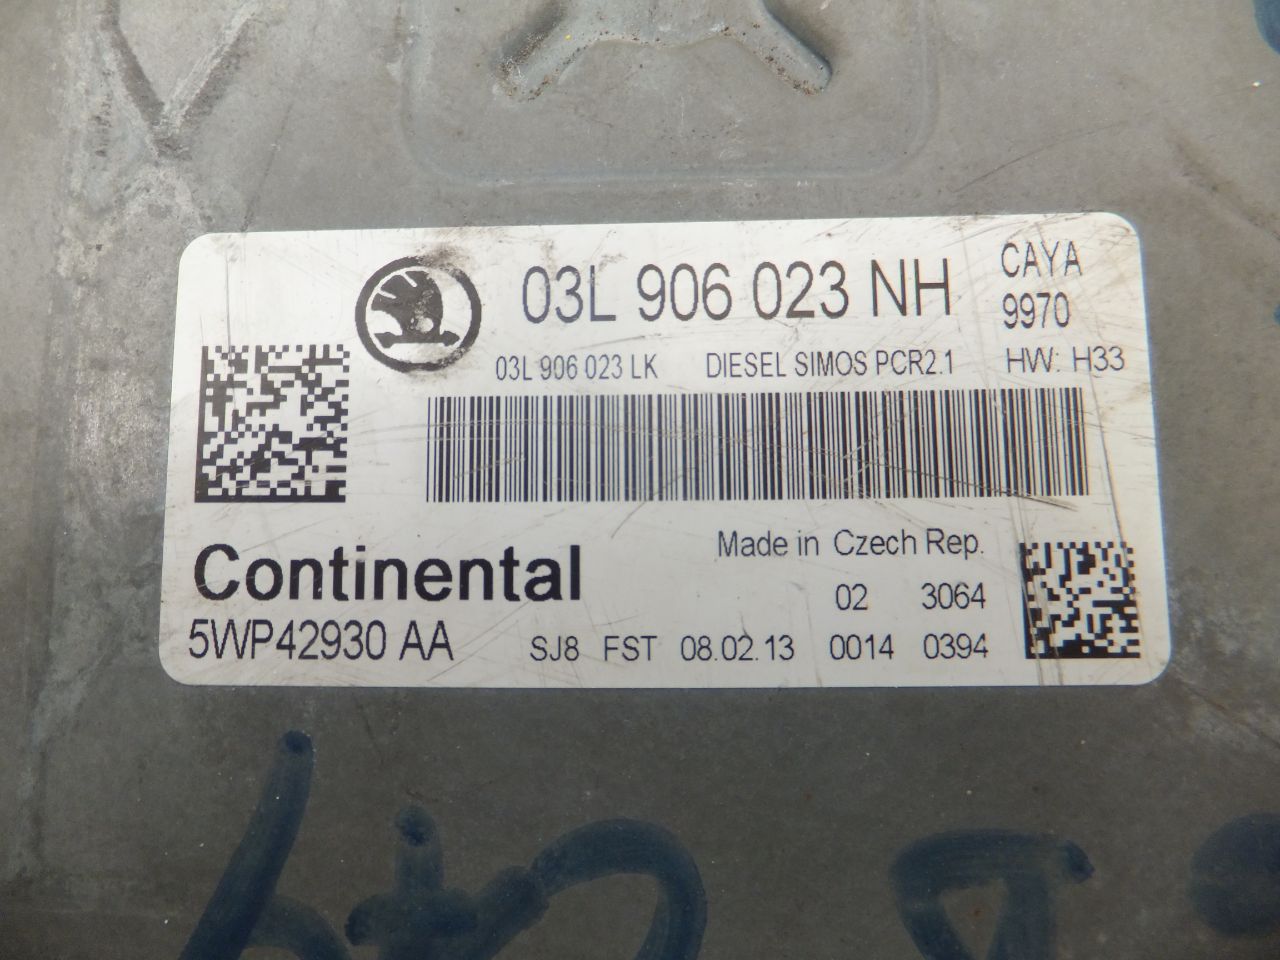 03L 906 023 NH CAYA
9970
03L 906 023 LK DIESEL SIMOS PCR2.1 HW: H33
Continental Made in Czech Rep.
02 3064
5WP42930 AA SJ8 FST 08.02.13 0014 0394